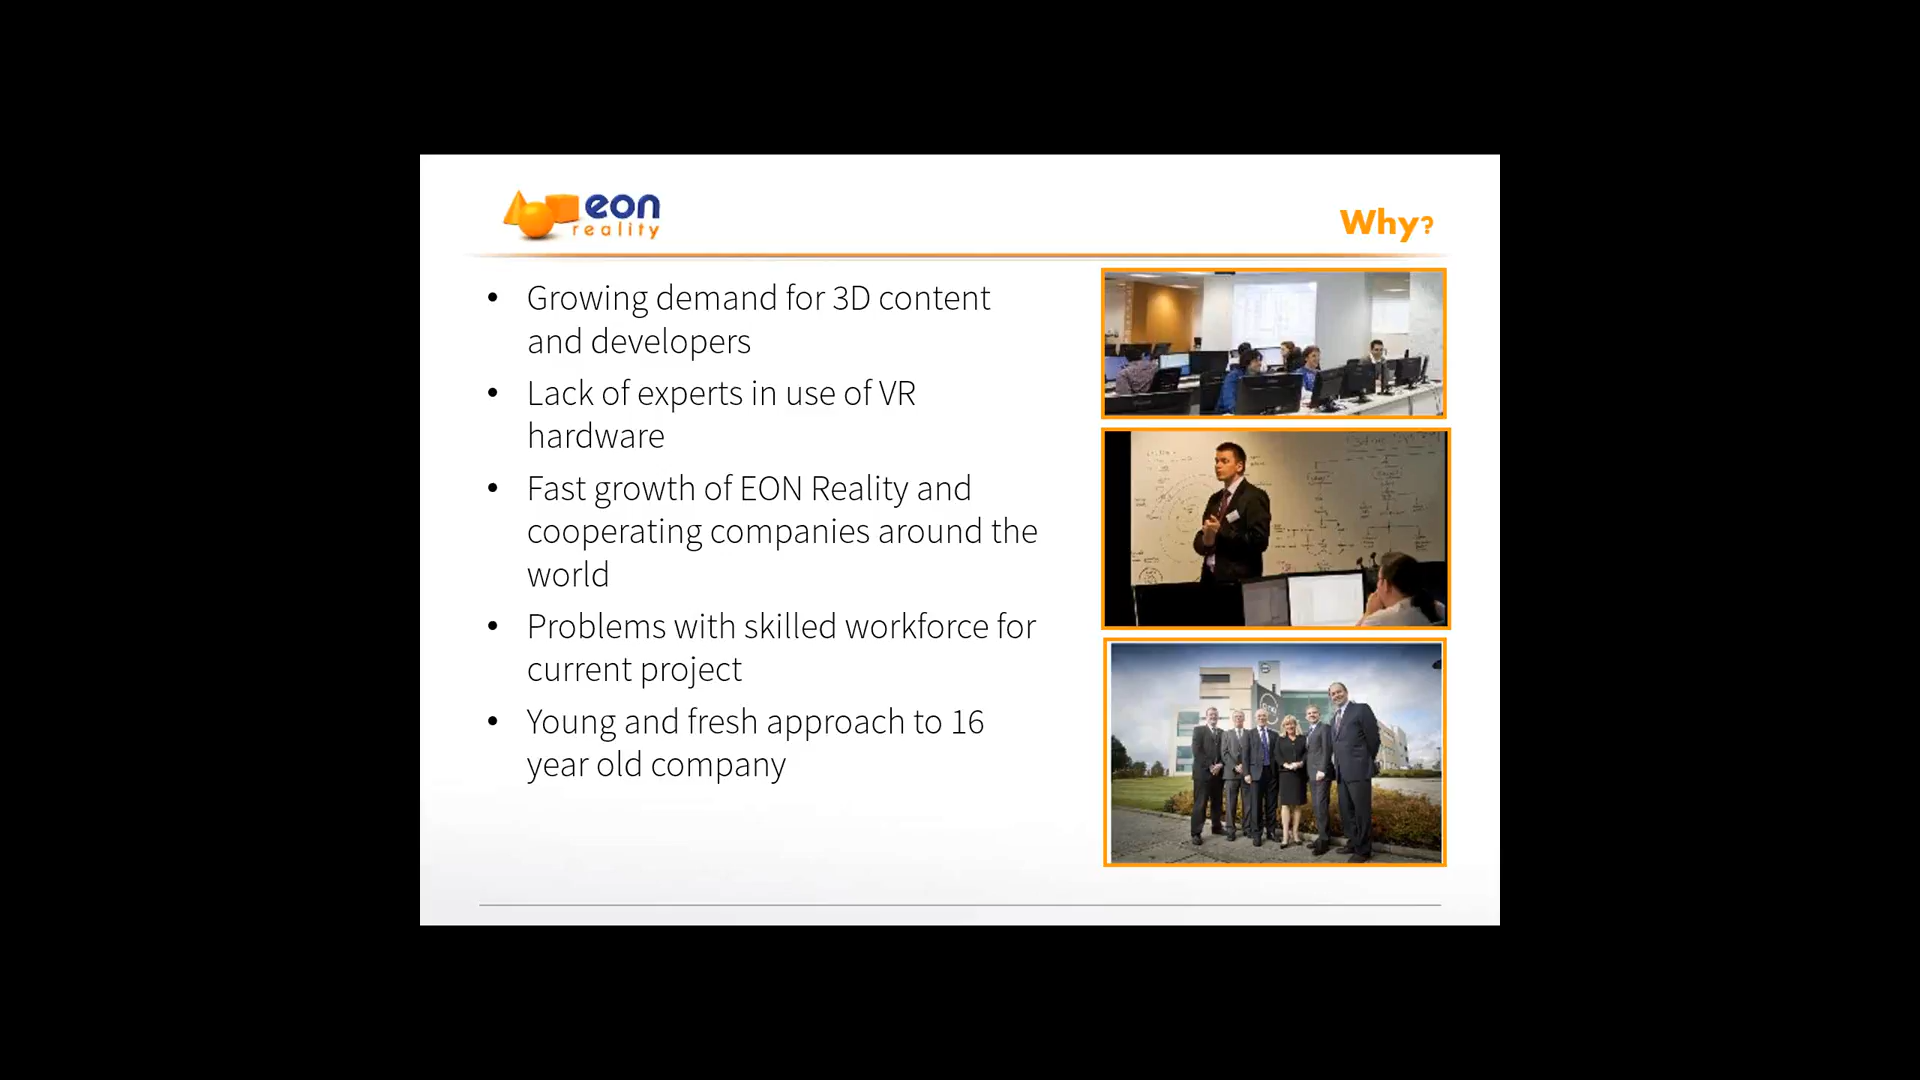 eon
reality
Why?
• Growing demand for 3D content
and developers
• Lack of experts in use of VR
hardware
• Fast growth of EON Reality and
cooperating companies around the
world
• Problems with skilled workforce for
current project
• Young and fresh approach to 16
year old company